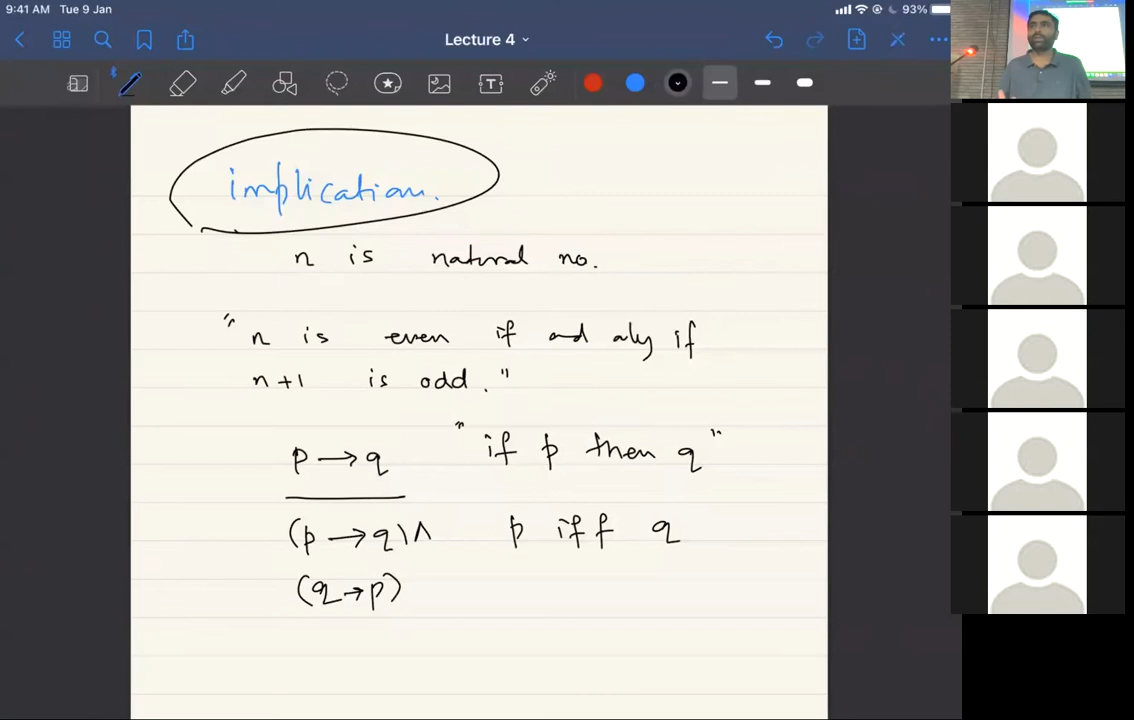 9:41 AM Tue 9 Jan
93%
Lecture 4
implication.
n is natural no.
"n is even if and only if
n+1 is odd."
p → q "if p then q"
(p → q) ∧ p iff q
(q → p)